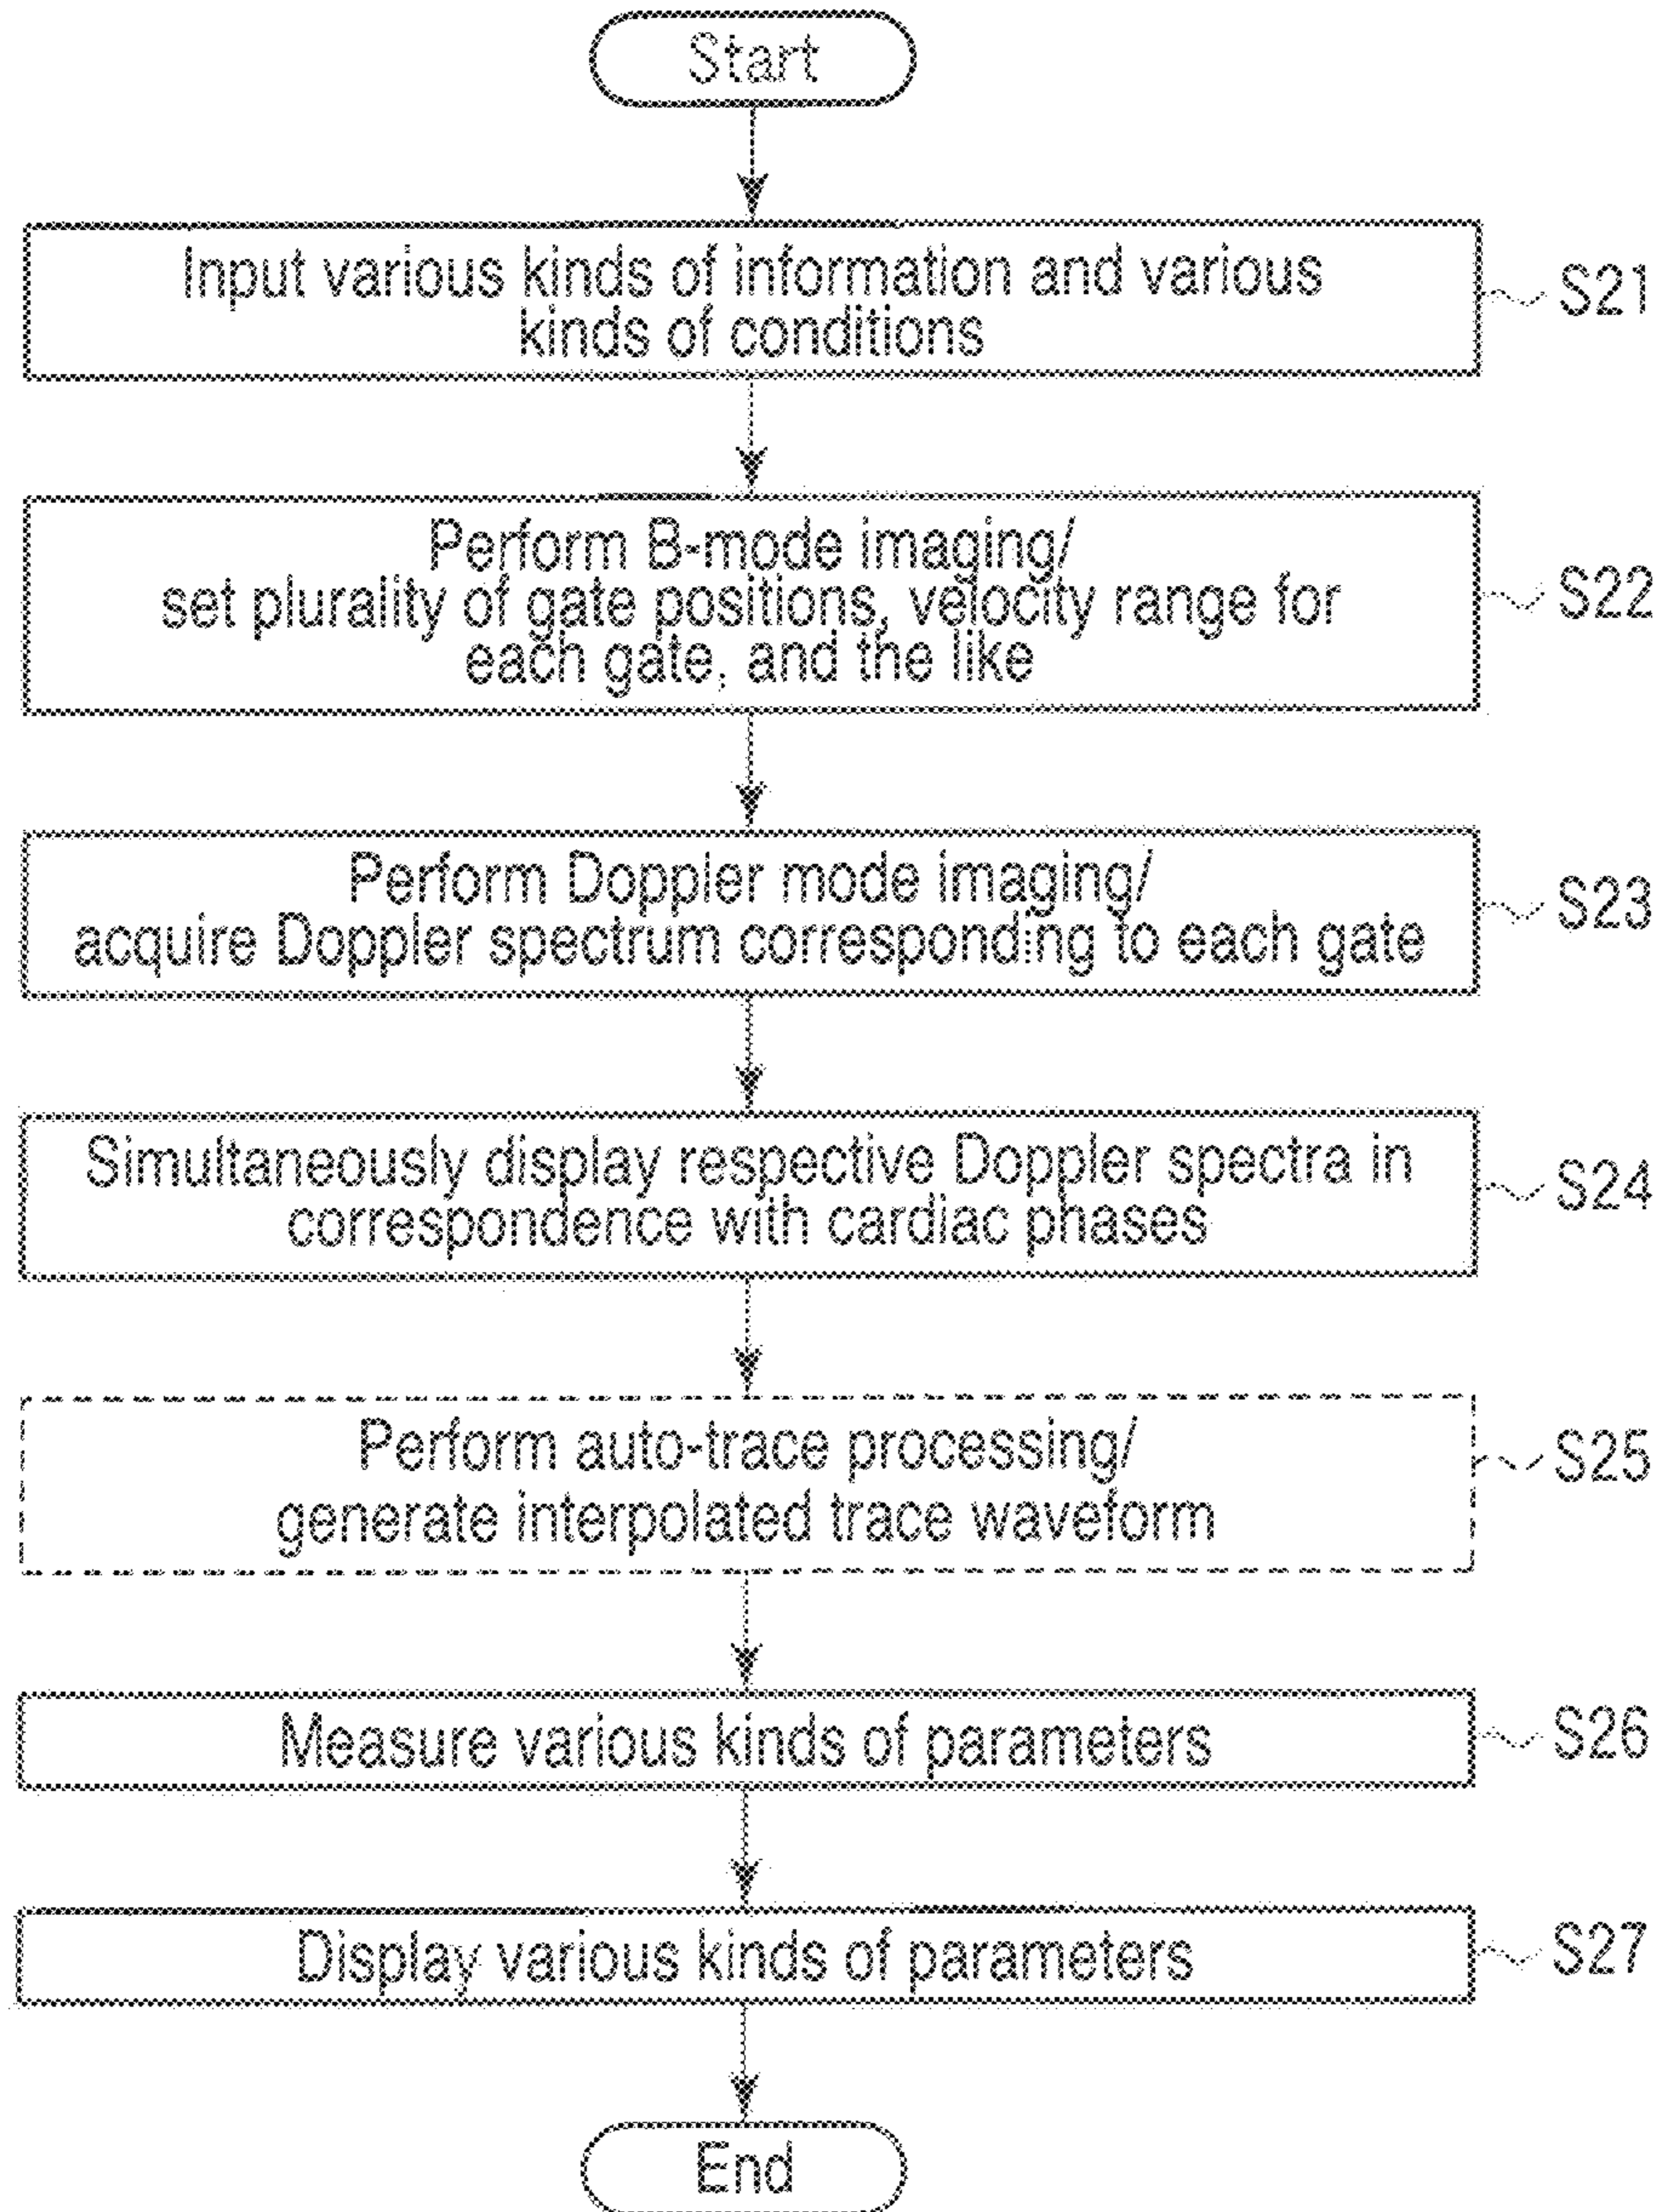 Start
Input various kinds of information and various
kinds of conditions
S21
Perform B-mode imaging/
set plurality of gate positions, velocity range for
each gate, and the like
S22
Perform Doppler mode imaging/
acquire Doppler spectrum corresponding to each gate
S23
Simultaneously display respective Doppler spectra in
correspondence with cardiac phases
S24
Perform auto-trace processing/
generate interpolated trace waveform
S25
Measure various kinds of parameters
S26
Display various kinds of parameters
S27
End